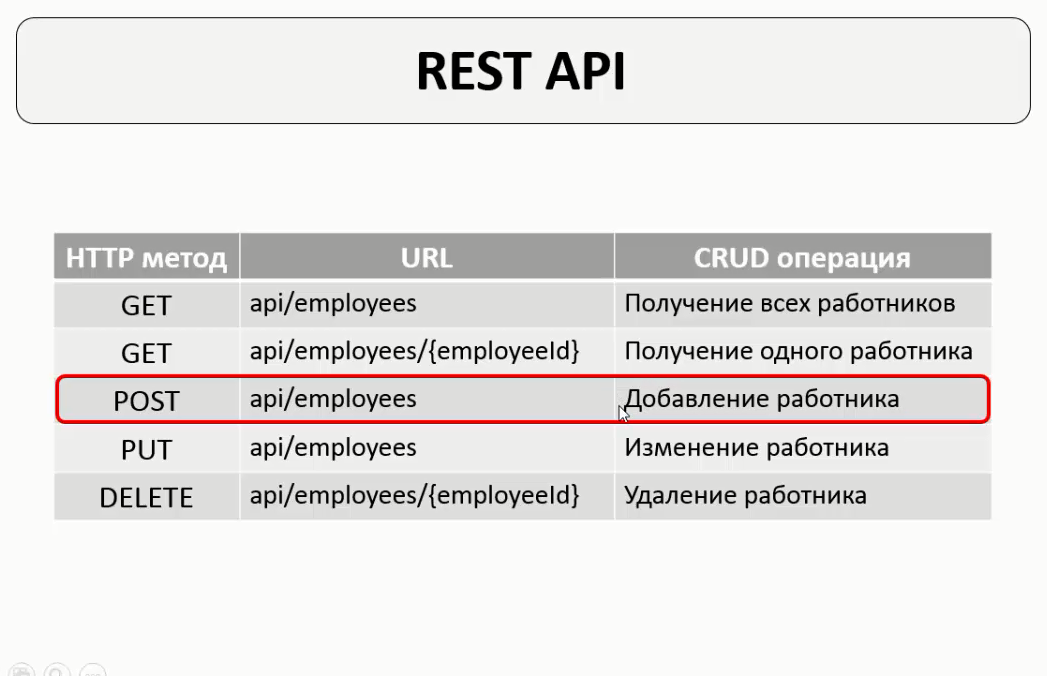 REST API
HTTP метод URL CRUD операция
GET api/employees Получение всех работников
GET api/employees/{employeeId} Получение одного работника
POST api/employees Добавление работника
PUT api/employees Изменение работника
DELETE api/employees/{employeeId} Удаление работника